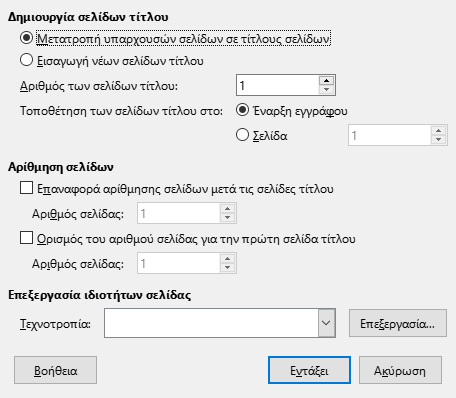 Δημιουργία σελίδων τίτλου
Μετατροπή υπαρχουσών σελίδων σε τίτλους σελίδων
Εισαγωγή νέων σελίδων τίτλου
Αριθμός των σελίδων τίτλου: 1
Τοποθέτηση των σελίδων τίτλου στο: Έναρξη εγγράφου
Σελίδα 1
Αρίθμηση σελίδων
Επαναφορά αρίθμησης σελίδων μετά τις σελίδες τίτλου
Αριθμός σελίδας: 1
Ορισμός του αριθμού σελίδας για την πρώτη σελίδα τίτλου
Αριθμός σελίδας: 1
Επεξεργασία ιδιοτήτων σελίδας
Τεχνοτροπία: Επεξεργασία...
Βοήθεια Εντάξει Ακύρωση